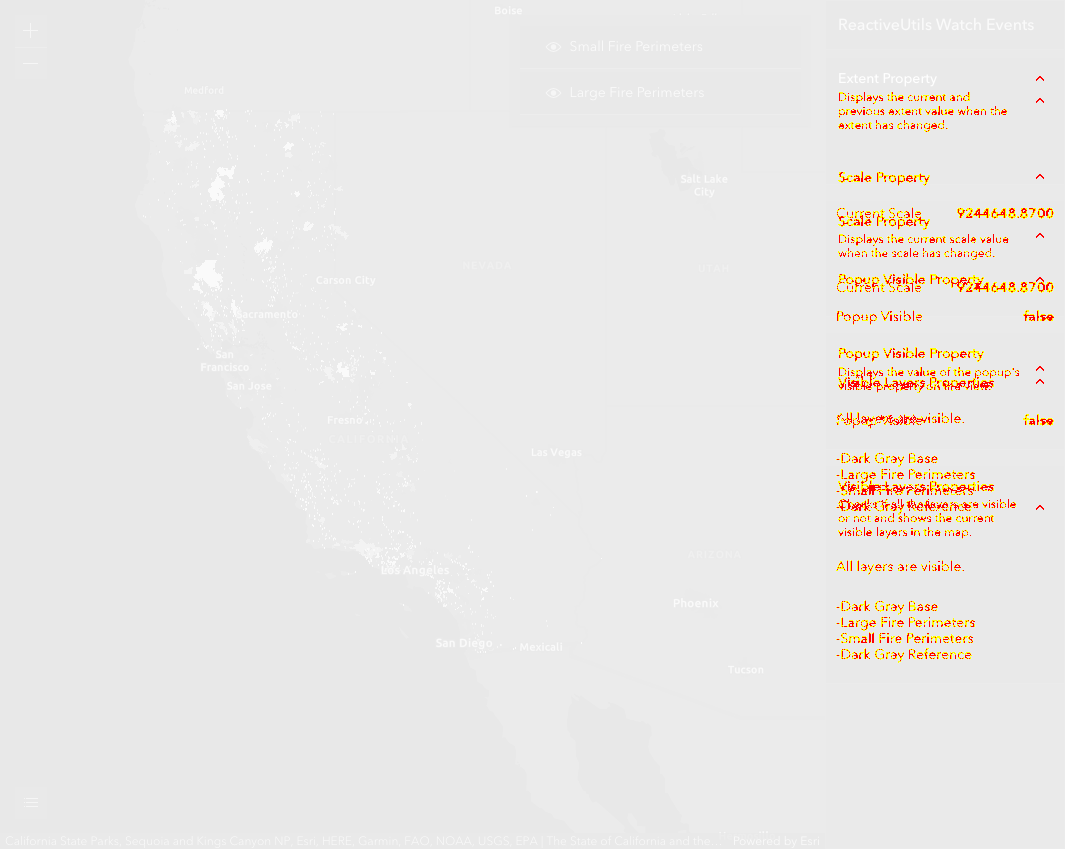 Boise
Small Fire Perimeters
Large Fire Perimeters
Medford
Salt Lake
City
NEVADA
UTAH
Carson City
Sacramento
San
Francisco
San Jose
Fresno
CALIFORNIA
Las Vegas
ARIZONA
Los Angeles
Phoenix
San Diego
Mexicali
Tucson
California State Parks, Sequoia and Kings Canyon NP, Esri, HERE, Garmin, FAO, NOAA, USGS, EPA | The State of California and the ...
Powered by Esri
ReactiveUtils Watch Events
Extent Property
Displays the current and
previous extent value when the
extent has changed.
Scale Property
Current Scale 9244648.8700
Scale Property
Displays the current scale value
when the scale has changed.
Popup Visible Property
Current Scale 9244648.8700
Popup Visible false
Popup Visible Property
Displays the value of the popup's
visible property on the view.
Visible Layers Properties
All layers are visible.
Popup Visible false
-Dark Gray Base
-Large Fire Perimeters
-Small Fire Perimeters
Visible Layers Properties
-Dark Gray Reference
or not and shows the current
visible layers in the map.
All layers are visible.
-Dark Gray Base
-Large Fire Perimeters
-Small Fire Perimeters
-Dark Gray Reference